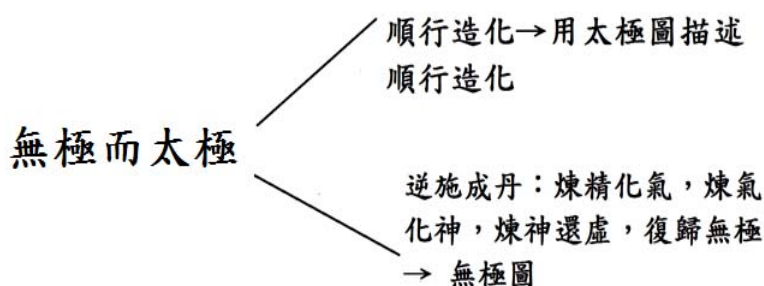 順行造化→用太極圖描述
順行造化
無極而太極
逆施成丹：煉精化氣，煉氣
化神，煉神還虛，復歸無極
→ 無極圖